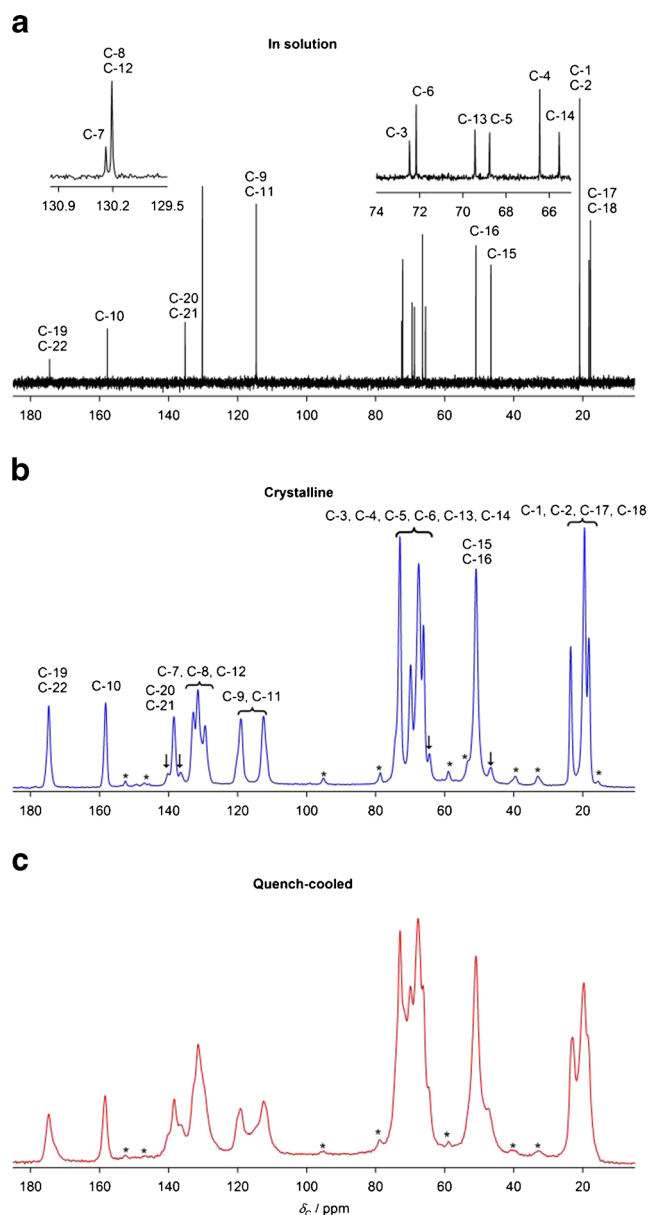 a
In solution
C-8
C-12
C-7
130.9 130.2 129.5
C-6
C-3
C-13 C-5
C-4
C-14
74 72 70 68 66
C-1
C-2
C-9
C-11
C-17
C-18
C-16
C-15
C-20
C-21
C-10
C-19
C-22
180 160 140 120 100 80 60 40 20
b
Crystalline
C-3, C-4, C-5, C-6, C-13, C-14
C-1, C-2, C-17, C-18
C-15
C-16
C-7, C-8, C-12
C-19
C-22
C-10
C-20
C-21
C-9, C-11
* * * * * * * * *
180 160 140 120 100 80 60 40 20
c
Quench-cooled
* * * * * * *
180 160 140 120 100 80 60 40 20
δC / ppm